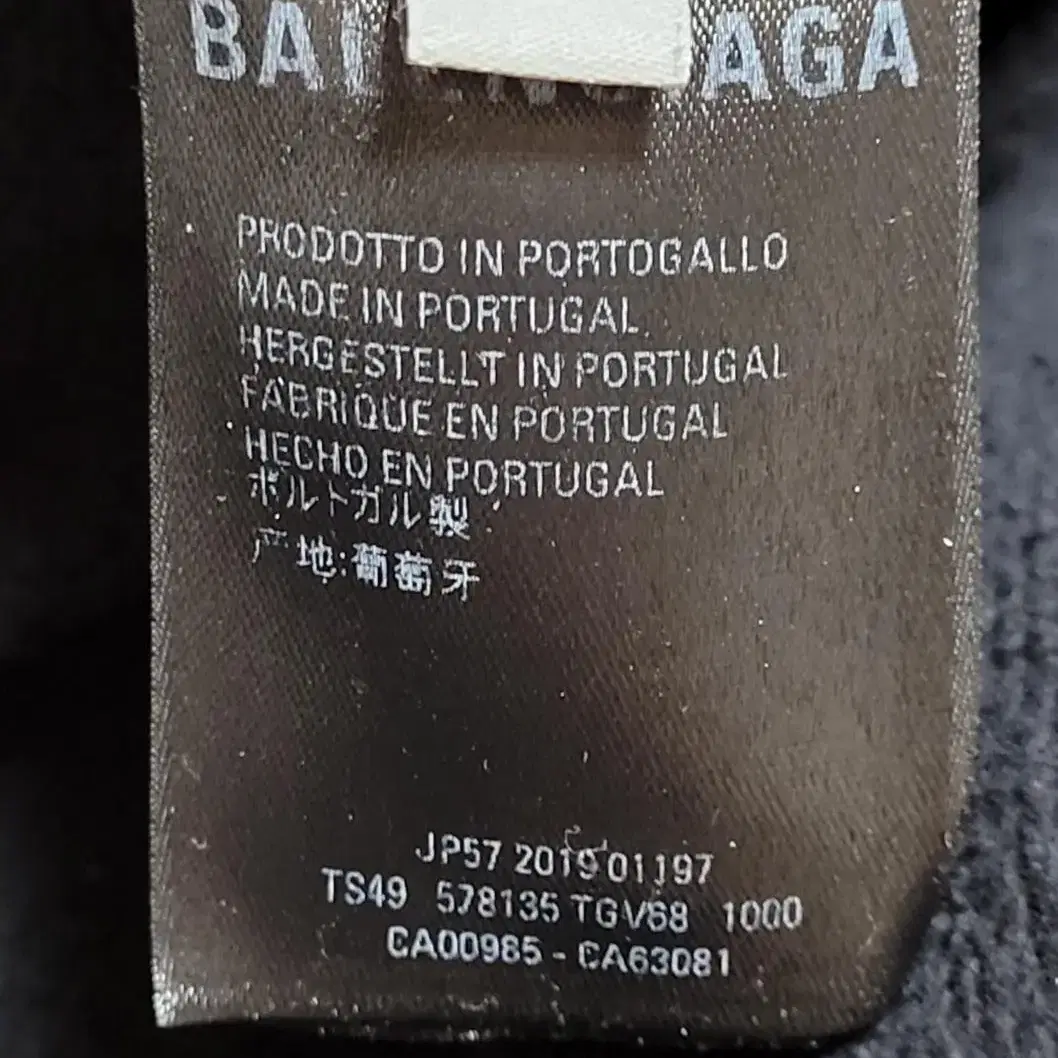 BALENCIAGA
PRODOTTO IN PORTOGALLO
MADE IN PORTUGAL
HERGESTELLT IN PORTUGAL
FABRIQUE EN PORTUGAL
HECHO EN PORTUGAL
ポルトガル製
产地:葡萄牙
JP57 2019 01197
TS49 578135 TGV68 1000
CA00985 - CA63081